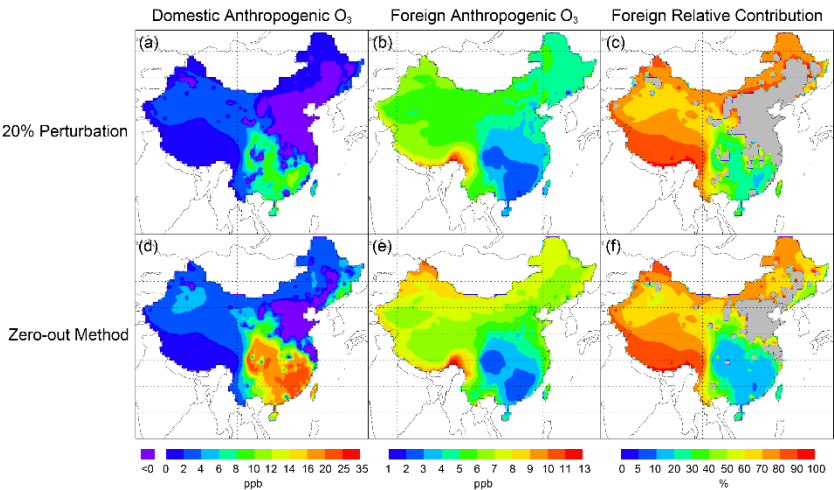 Domestic Anthropogenic O₃ Foreign Anthropogenic O₃ Foreign Relative Contribution
20% Perturbation (a) (b) (c)
Zero-out Method (d) (e) (f)
<0 0 2 4 6 8 10 12 14 16 20 25 35 1 2 3 4 5 6 7 8 9 10 11 13 0 5 10 20 30 40 50 60 70 80 90 100
ppb ppb %